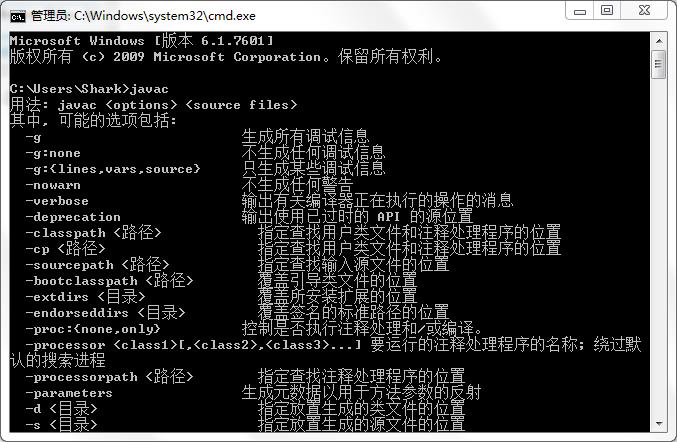 管理员: C:\Windows\system32\cmd.exe
Microsoft Windows [版本 6.1.7601]
版权所有 (c) 2009 Microsoft Corporation。保留所有权利。
C:\Users\Shark>javac
用法: javac <options> <source files>
其中, 可能的选项包括:
-g 生成所有调试信息
-g:none 不生成任何调试信息
-g:{lines,vars,source} 只生成某些调试信息
-nowarn 不生成任何警告
-verbose 输出有关编译器正在执行的操作的消息
-deprecation 输出使用已过时的 API 的源位置
-classpath <路径> 指定查找用户类文件和注释处理程序的位置
-cp <路径> 指定查找用户类文件和注释处理程序的位置
-sourcepath <路径> 指定查找输入源文件的位置
-bootclasspath <路径> 覆盖引导类文件的位置
-extdirs <目录> 覆盖所安装扩展的位置
-endorseddirs <目录> 覆盖签名的标准路径的位置
-proc:{none,only} 控制是否执行注释处理和/或编译。
-processor <class1>[,<class2>,<class3>...] 要运行的注释处理程序的名称; 绕过默
认的搜索进程
-processorpath <路径> 指定查找注释处理程序的位置
-parameters 生成元数据以用于方法参数的反射
-d <目录> 指定放置生成的类文件的位置
-s <目录> 指定放置生成的源文件的位置